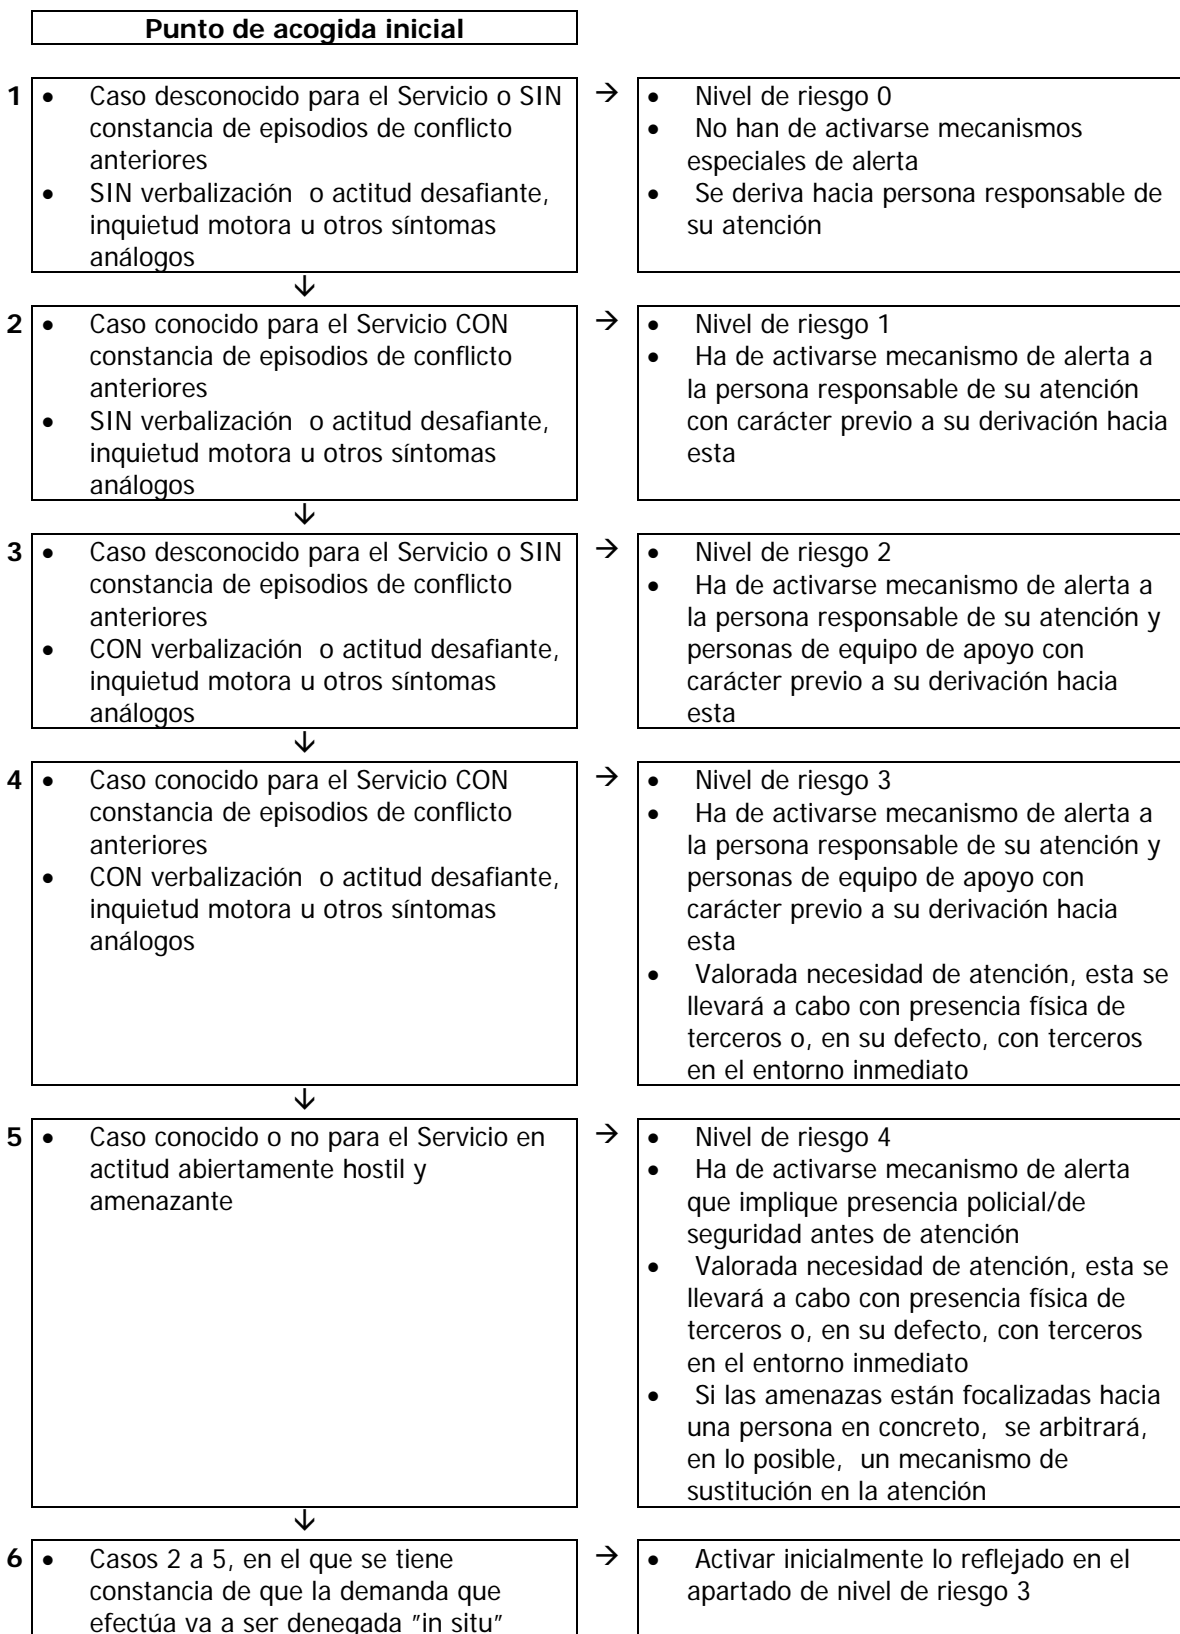 Punto de acogida inicial
1
• Caso desconocido para el Servicio o SIN
constancia de episodios de conflicto
anteriores
• SIN verbalización o actitud desafiante,
inquietud motora u otros síntomas
análogos
→
• Nivel de riesgo 0
• No han de activarse mecanismos
especiales de alerta
• Se deriva hacia persona responsable de
su atención
↓
2
• Caso conocido para el Servicio CON
constancia de episodios de conflicto
anteriores
• SIN verbalización o actitud desafiante,
inquietud motora u otros síntomas
análogos
→
• Nivel de riesgo 1
• Ha de activarse mecanismo de alerta a
la persona responsable de su atención
con carácter previo a su derivación hacia
esta
↓
3
• Caso desconocido para el Servicio o SIN
constancia de episodios de conflicto
anteriores
• CON verbalización o actitud desafiante,
inquietud motora u otros síntomas
análogos
→
• Nivel de riesgo 2
• Ha de activarse mecanismo de alerta a
la persona responsable de su atención y
personas de equipo de apoyo con
carácter previo a su derivación hacia
esta
↓
4
• Caso conocido para el Servicio CON
constancia de episodios de conflicto
anteriores
• CON verbalización o actitud desafiante,
inquietud motora u otros síntomas
análogos
→
• Nivel de riesgo 3
• Ha de activarse mecanismo de alerta a
la persona responsable de su atención y
personas de equipo de apoyo con
carácter previo a su derivación hacia
esta
• Valorada necesidad de atención, esta se
llevará a cabo con presencia física de
terceros o, en su defecto, con terceros
en el entorno inmediato
↓
5
• Caso conocido o no para el Servicio en
actitud abiertamente hostil y
amenazante
→
• Nivel de riesgo 4
• Ha de activarse mecanismo de alerta
que implique presencia policial/de
seguridad antes de atención
• Valorada necesidad de atención, esta se
llevará a cabo con presencia física de
terceros o, en su defecto, con terceros
en el entorno inmediato
• Si las amenazas están focalizadas hacia
una persona en concreto, se arbitrará,
en lo posible, un mecanismo de
sustitución en la atención
↓
6
• Casos 2 a 5, en el que se tiene
constancia de que la demanda que
efectúa va a ser denegada "in situ"
→
• Activar inicialmente lo reflejado en el
apartado de nivel de riesgo 3